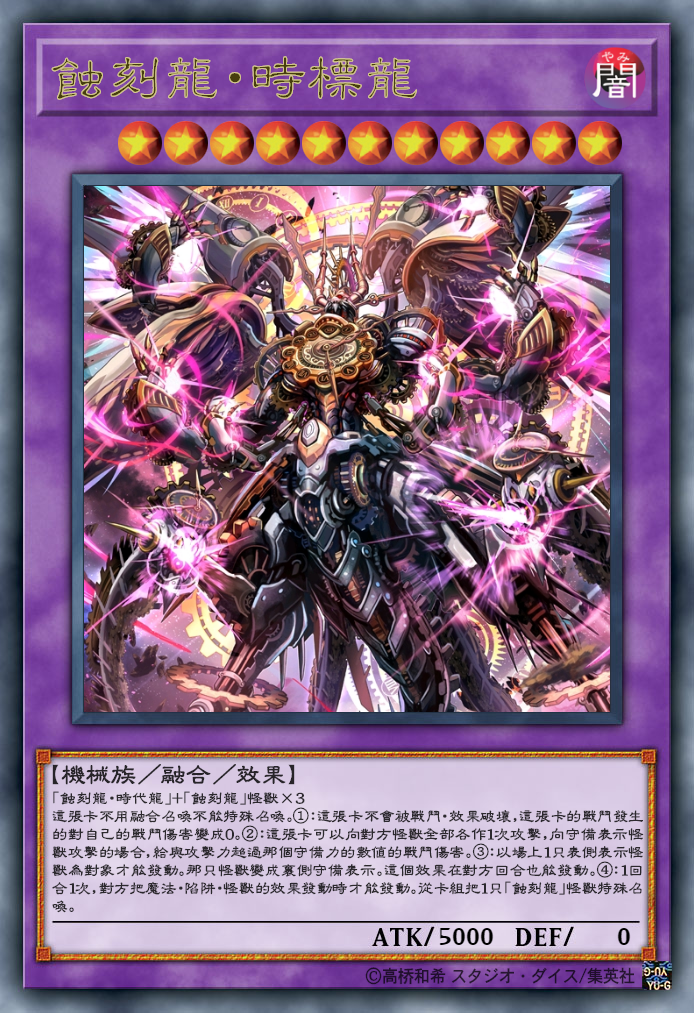 蝕刻龍・時標龍
やみ
闇
【機械族／融合／效果】
「蝕刻龍・時代龍」+「蝕刻龍」怪獸×3
這張卡不用融合召喚不能特殊召喚。①:這張卡不會被戰鬥・效果破壞,這張卡的戰鬥發生
的對自己的戰鬥傷害變成0。②:這張卡可以向對方怪獸全部各作1次攻擊,向守備表示怪
獸攻擊的場合,給與攻擊力超過那個守備力的數值的戰鬥傷害。③:以場上1只表側表示怪
獸為對象才能發動。那只怪獸變成裏側守備表示。這個效果在對方回合也能發動。④:1回
合1次,對方把魔法・陷阱・怪獸的效果發動時才能發動。從卡組把1只「蝕刻龍」怪獸特殊召
喚。
ATK/5000 DEF/ 0
©高桥和希 スタジオ・ダイス/集英社